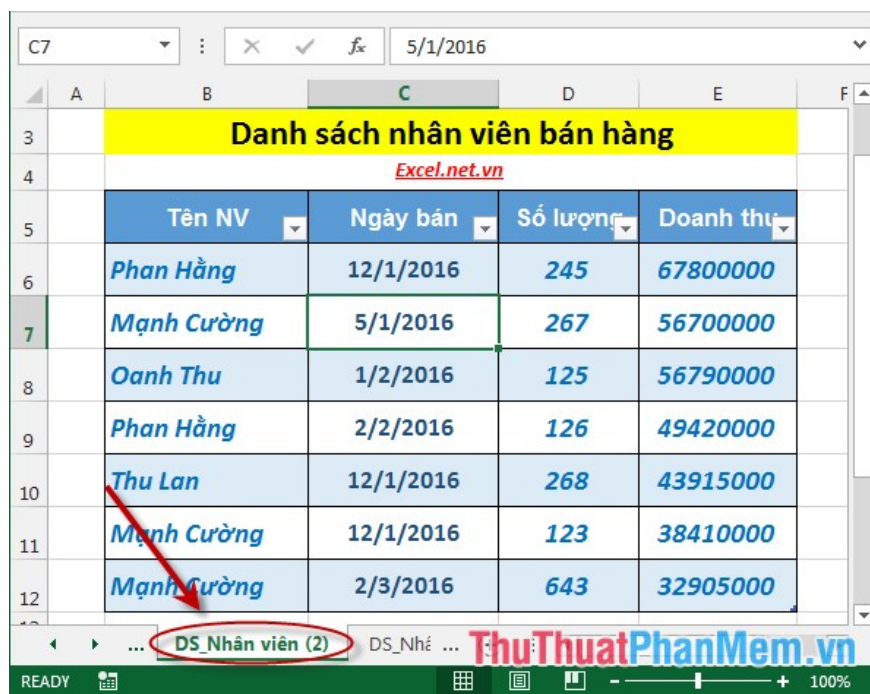 C7 fx 5/1/2016
A B C D E F
3 Danh sách nhân viên bán hàng
4 Excel.net.vn
5 Tên NV Ngày bán Số lượng Doanh thu
6 Phan Hằng 12/1/2016 245 67800000
7 Mạnh Cường 5/1/2016 267 56700000
8 Oanh Thu 1/2/2016 125 56790000
9 Phan Hằng 2/2/2016 126 49420000
10 Thu Lan 12/1/2016 268 43915000
11 Mạnh Cường 12/1/2016 123 38410000
12 Mạnh Cường 2/3/2016 643 32905000
... DS_Nhân viên (2) DS_Nhâ ...
ThuThuatPhanMem.vn
READY 100%